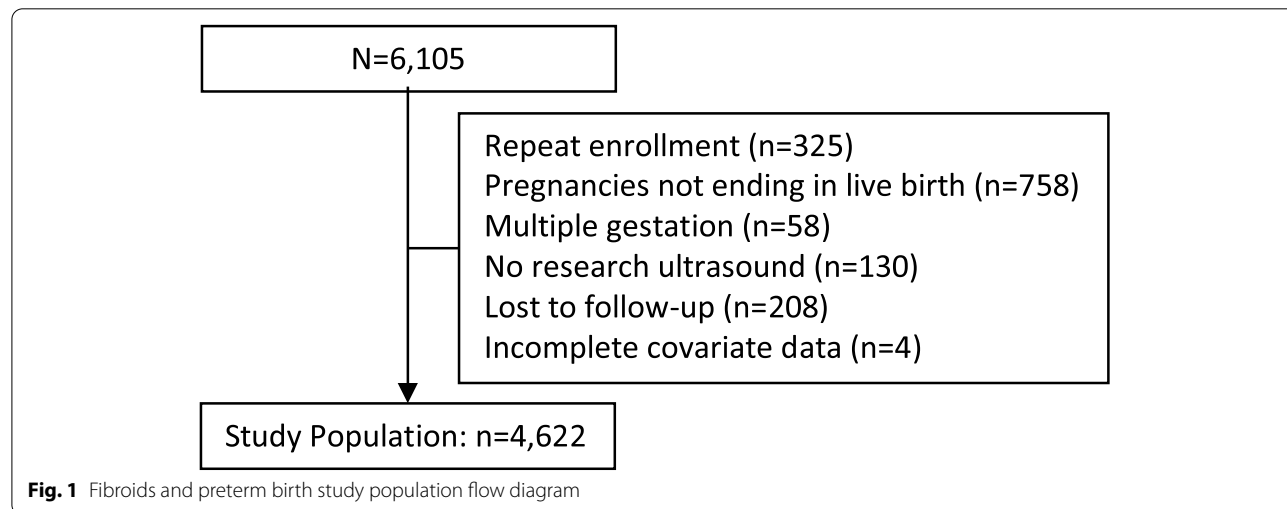 N=6,105
Repeat enrollment (n=325)
Pregnancies not ending in live birth (n=758)
Multiple gestation (n=58)
No research ultrasound (n=130)
Lost to follow-up (n=208)
Incomplete covariate data (n=4)
Study Population: n=4,622
Fig. 1 Fibroids and preterm birth study population flow diagram